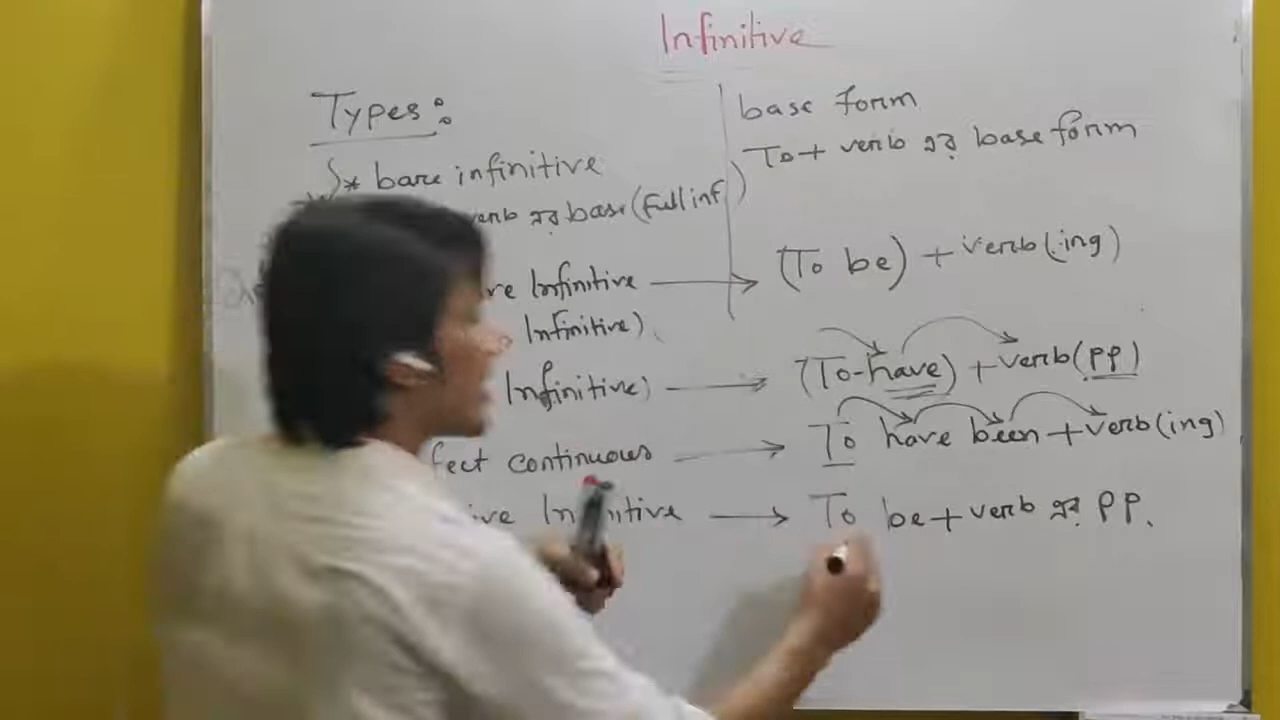 Infinitive
Types:
* bare infinitive
verb এর base (Full inf)
Infinitive
Infinitive)
Infinitive)
fect continuous
ive Infinitive
base form
To + verb এর base form
(To be) + verb (ing)
(To-have) + verb (pp)
To have been + verb (ing)
To be + verb এর pp.